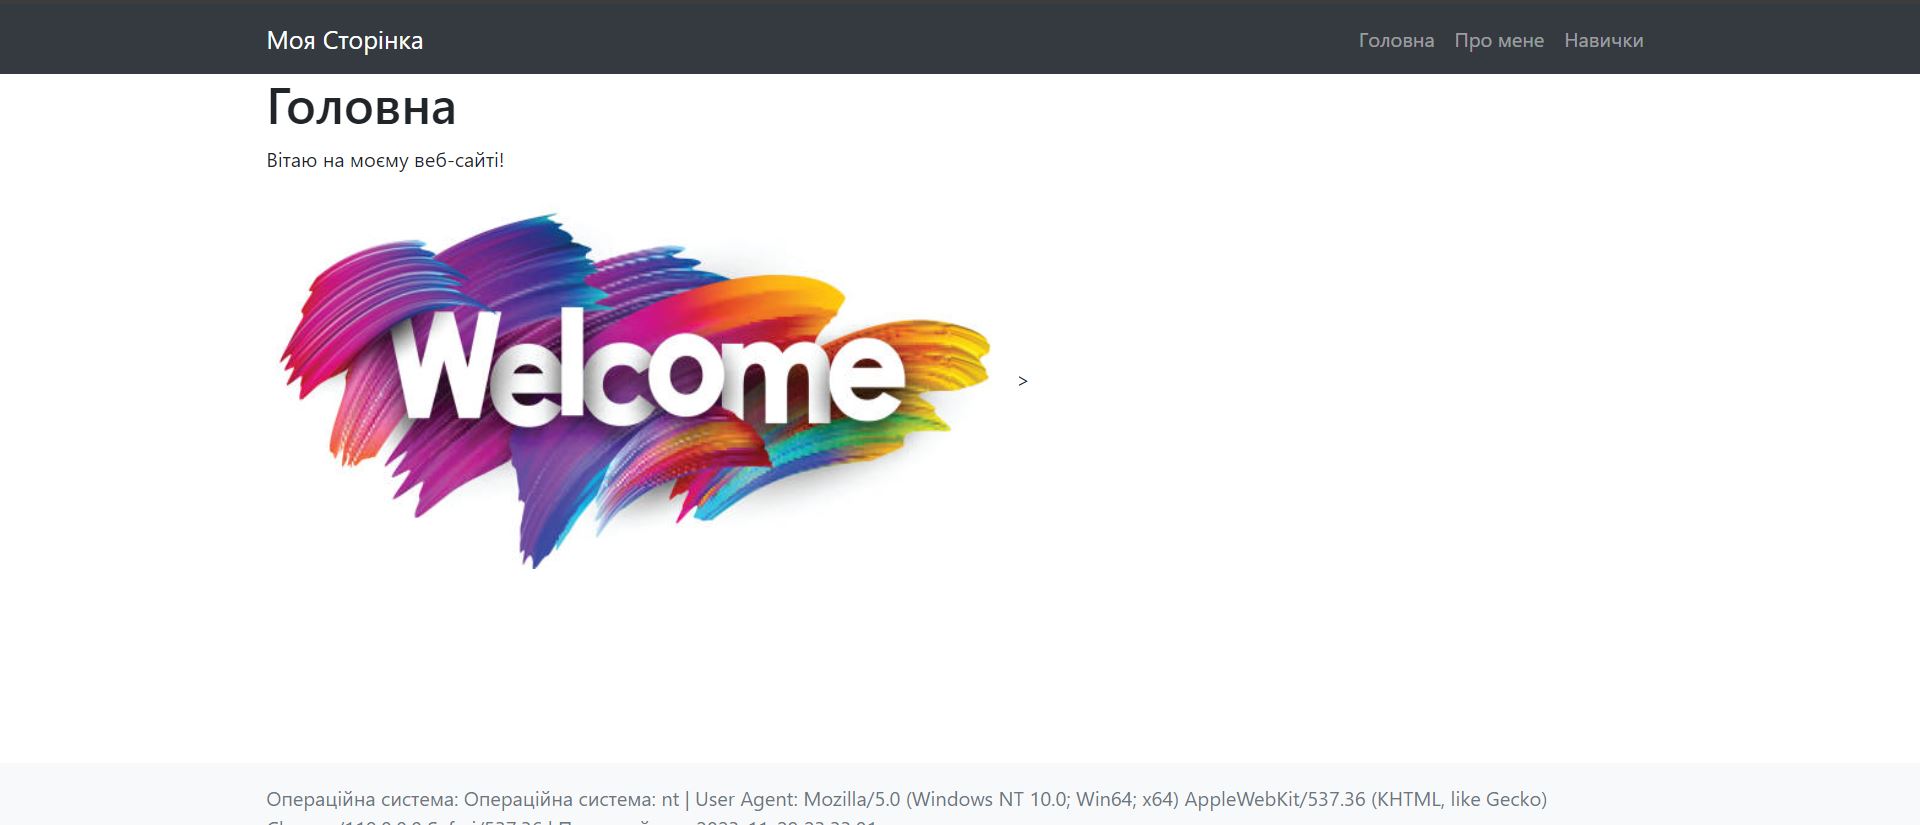 Моя Сторінка
Головна Про мене Навички
Головна
Вітаю на моєму веб-сайті!
Welcome
>
Операційна система: Операційна система: nt | User Agent: Mozilla/5.0 (Windows NT 10.0; Win64; x64) AppleWebKit/537.36 (KHTML, like Gecko)